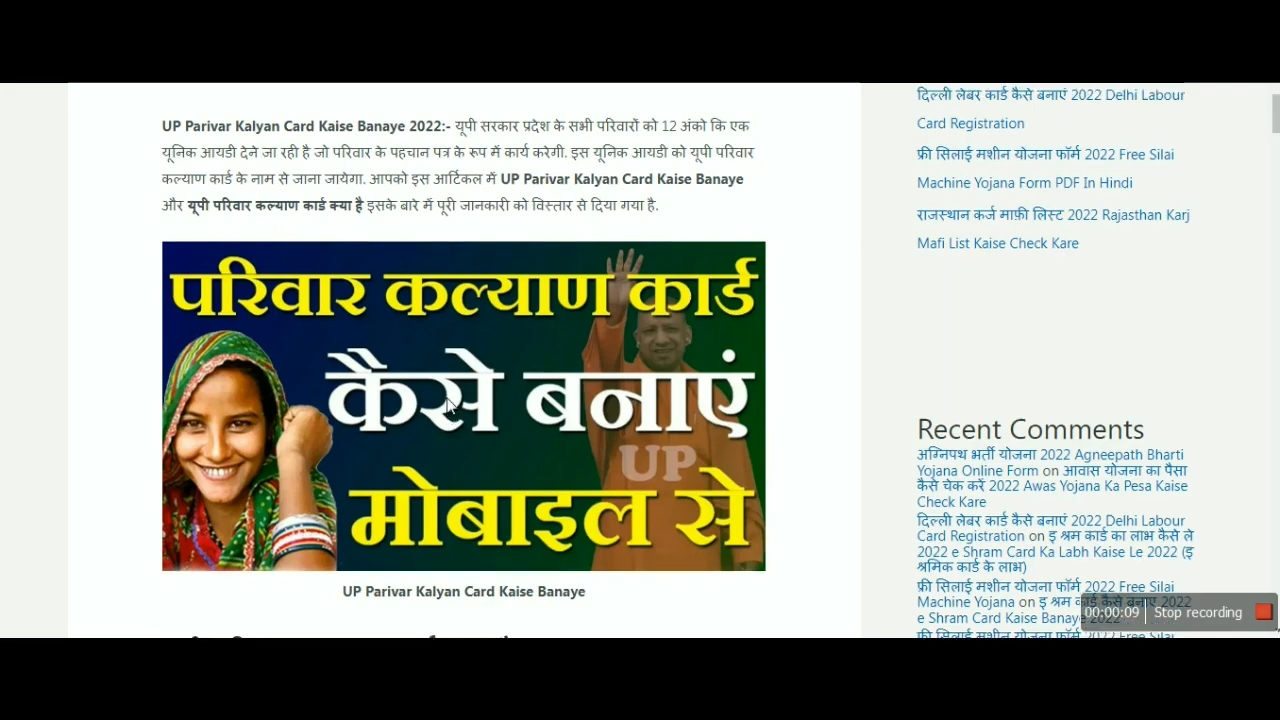 UP Parivar Kalyan Card Kaise Banaye 2022:- यूपी सरकार प्रदेश के सभी परिवारों को 12 अंको कि एक
यूनिक आयडी देने जा रही है जो परिवार के पहचान पत्र के रूप में कार्य करेगी. इस यूनिक आयडी को यूपी परिवार
कल्याण कार्ड के नाम से जाना जायेगा. आपको इस आर्टिकल में UP Parivar Kalyan Card Kaise Banaye
और यूपी परिवार कल्याण कार्ड क्या है इसके बारे में पूरी जानकारी को विस्तार से दिया गया है.
परिवार कल्याण कार्ड
कैसे बनाएं
UP
मोबाइल से
UP Parivar Kalyan Card Kaise Banaye
दिल्ली लेबर कार्ड कैसे बनाएं 2022 Delhi Labour
Card Registration
फ्री सिलाई मशीन योजना फॉर्म 2022 Free Silai
Machine Yojana Form PDF In Hindi
राजस्थान कर्ज माफ़ी लिस्ट 2022 Rajasthan Karj
Mafi List Kaise Check Kare
Recent Comments
अग्निपथ भर्ती योजना 2022 Agneepath Bharti
Yojana Online Form on आवास योजना का पैसा
कैसे चेक करें 2022 Awas Yojana Ka Pesa Kaise
Check Kare
दिल्ली लेबर कार्ड कैसे बनाएं 2022 Delhi Labour
Card Registration on इ श्रम कार्ड का लाभ कैसे ले
2022 e Shram Card Ka Labh Kaise Le 2022 (इ
श्रमिक कार्ड के लाभ)
फ्री सिलाई मशीन योजना फॉर्म 2022 Free Silai
Machine Yojana on इ श्रम कार्ड कैसे बनाए 2022
e Shram Card Kaise Banaye 2022
फ्री सिलाई मशीन योजना फॉर्म 2022 Free Silai
00:00:09 Stop recording